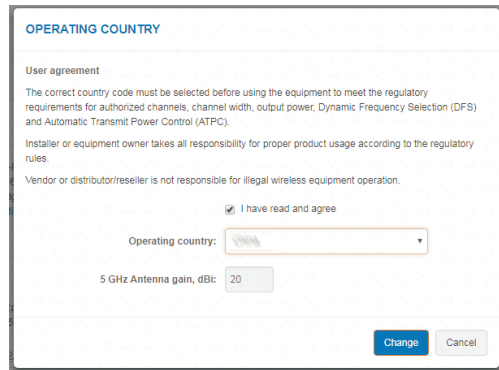 OPERATING COUNTRY
User agreement
The correct country code must be selected before using the equipment to meet the regulatory
requirements for authorized channels, channel width, output power, Dynamic Frequency Selection (DFS)
and Automatic Transmit Power Control (ATPC).
Installer or equipment owner takes all responsibility for proper product usage according to the regulatory
rules.
Vendor or distributor/reseller is not responsible for illegal wireless equipment operation.
I have read and agree
Operating country:
5 GHz Antenna gain, dBi: 20
Change Cancel